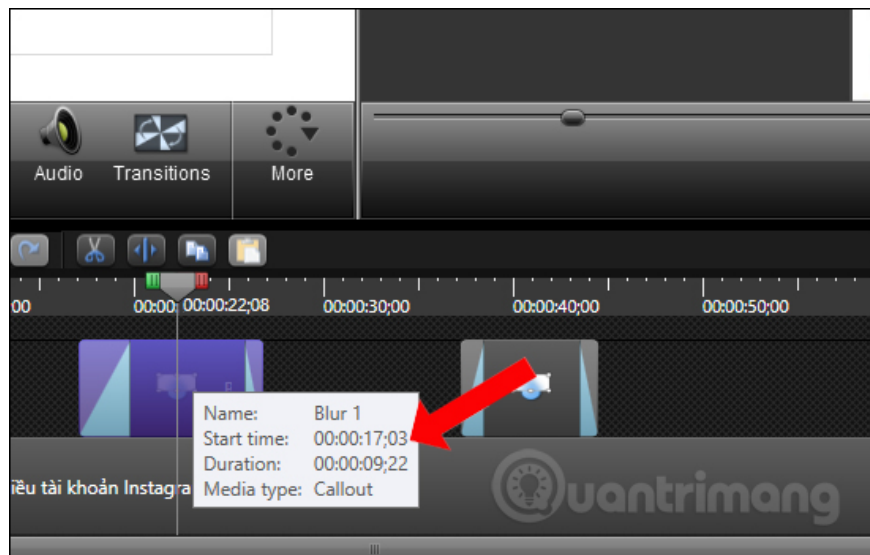 Audio Transitions More
00:00: 00:00:22;08 00:00:30;00 00:00:40;00 00:00:50;00
Name: Blur 1
Start time: 00:00:17;03
Duration: 00:00:09;22
Media type: Callout
iều tài khoản Instagra
Quantrimang